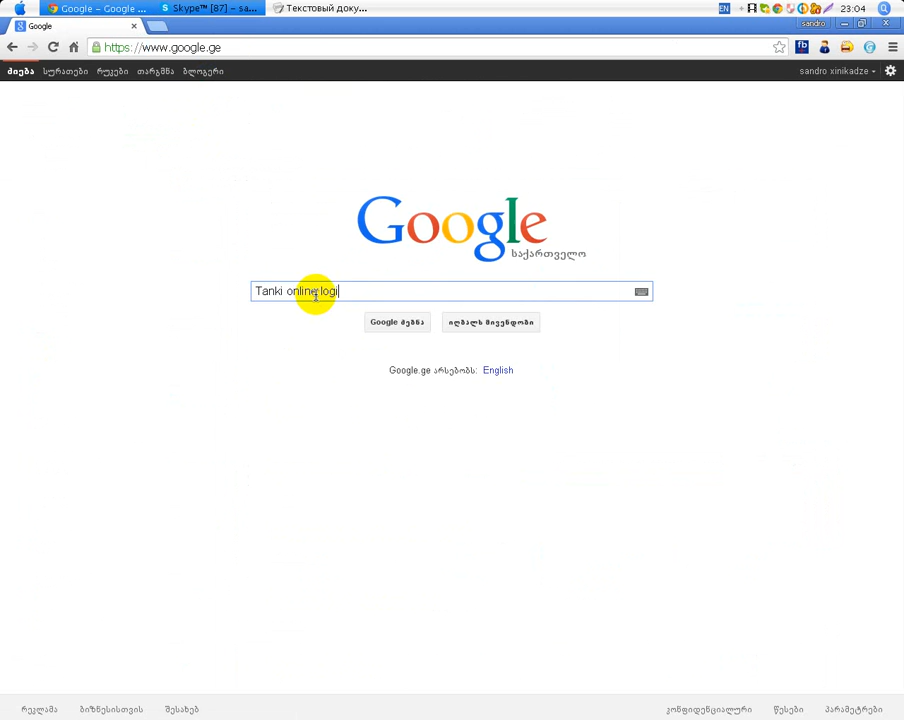 Google – Google ... Skype™ [87] – sa... Текстовый доку... EN 23:04
Google sandro
https://www.google.ge fb
ძიება სურათები რუკები თარგმნა ბლოგერი sandro xinikadze
Google
საქართველო
Tanki online logi
Google ძებნა იღბალს მივენდობი
Google.ge არსებობს: English
რეკლამა ბიზნესისთვის შესახებ კონფიდენციალური წესები პარამეტრები